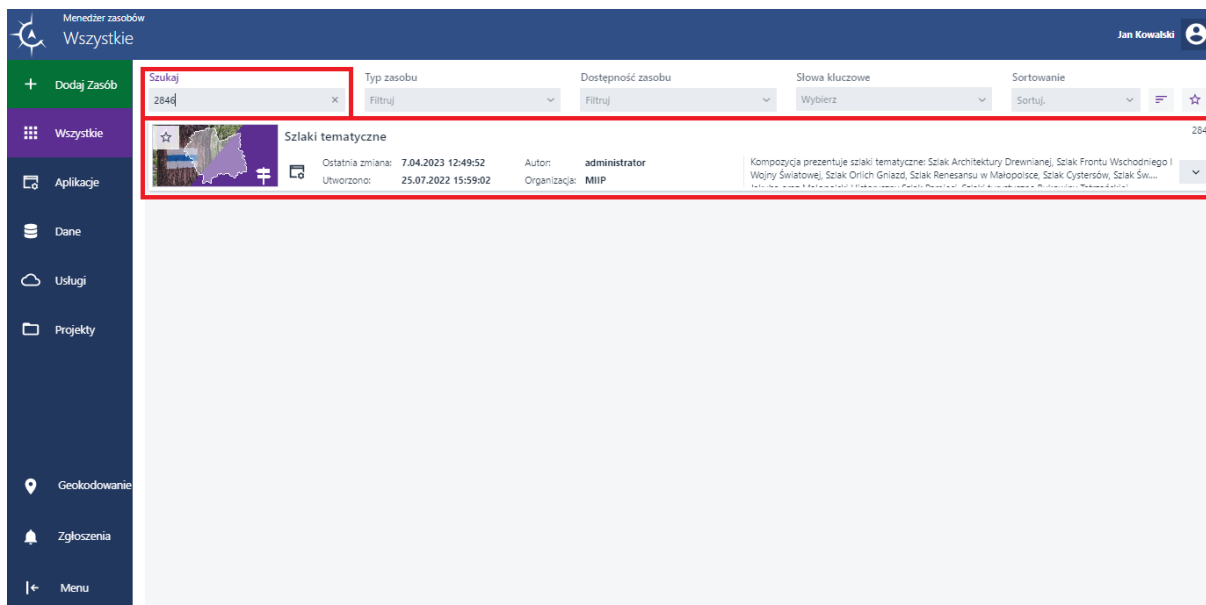 Menedżer zasobów
Wszystkie
Jan Kowalski
Dodaj Zasób
Wszystkie
Aplikacje
Dane
Usługi
Projekty
Geokodowanie
Zgłoszenia
Menu
Szukaj
2846
Typ zasobu
Filtruj
Dostępność zasobu
Filtruj
Słowa kluczowe
Wybierz
Sortowanie
Sortuj.
284
Szlaki tematyczne
Ostatnia zmiana: 7.04.2023 12:49:52
Utworzono: 25.07.2022 15:59:02
Autor: administrator
Organizacja: MIIP
Kompozycja prezentuje szlaki tematyczne: Szlak Architektury Drewnianej, Szlak Frontu Wschodniego I
Wojny Światowej, Szlak Orlich Gniazd, Szlak Renesansu w Małopolsce, Szlak Cystersów, Szlak Św....